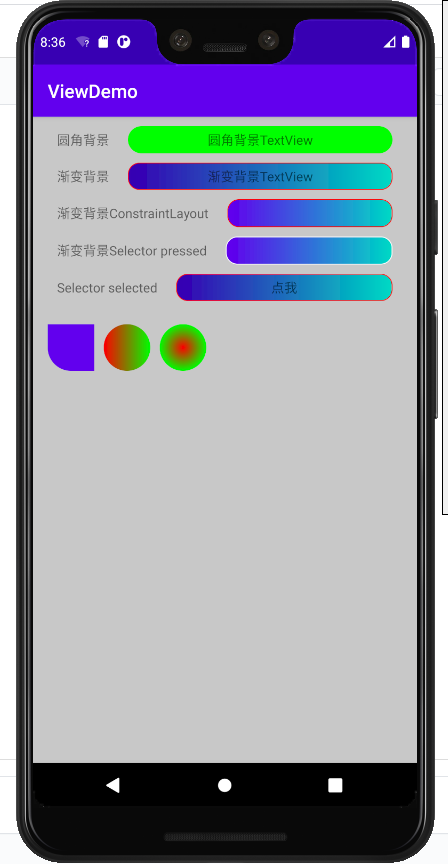 8:36
ViewDemo
圆角背景 圆角背景TextView
渐变背景 渐变背景TextView
渐变背景ConstraintLayout
渐变背景Selector pressed
Selector selected 点我